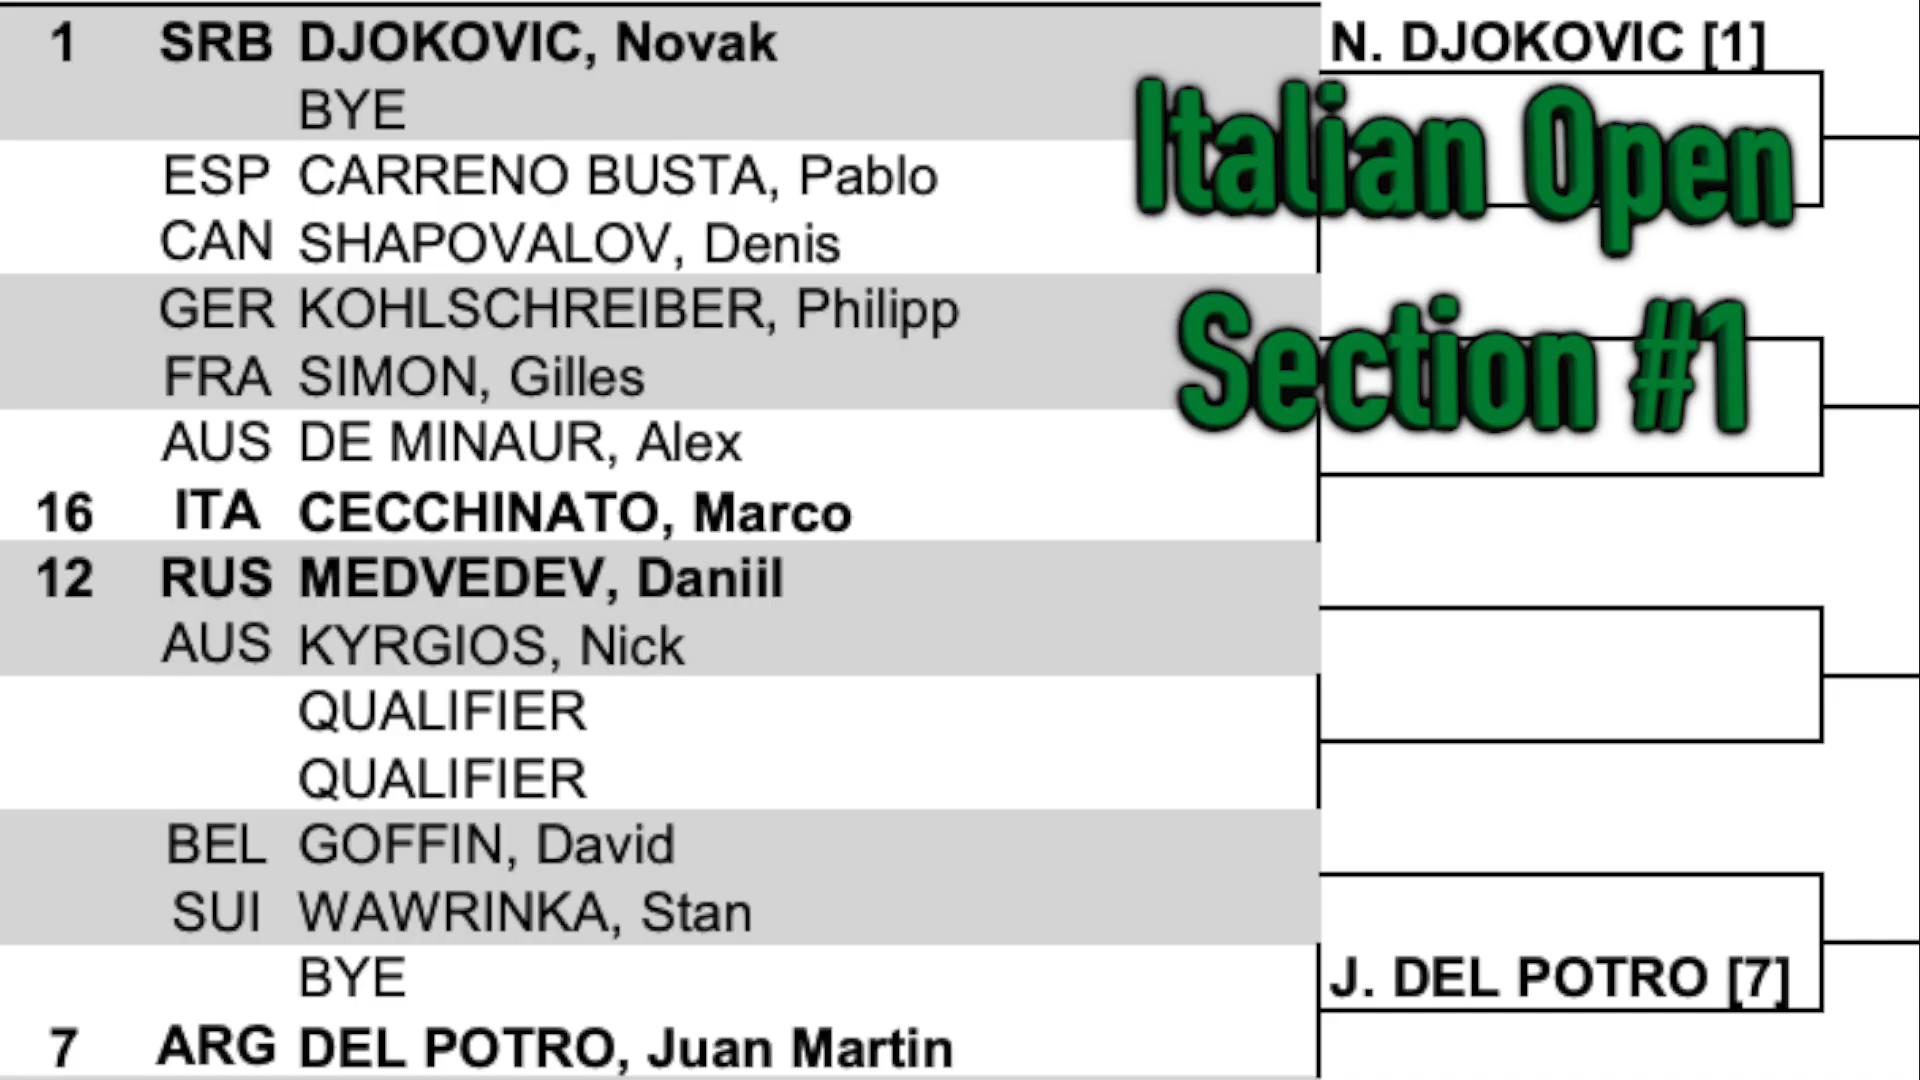 1 SRB DJOKOVIC, Novak
BYE
ESP CARRENO BUSTA, Pablo
CAN SHAPOVALOV, Denis
GER KOHLSCHREIBER, Philipp
FRA SIMON, Gilles
AUS DE MINAUR, Alex
16 ITA CECCHINATO, Marco
12 RUS MEDVEDEV, Daniil
AUS KYRGIOS, Nick
QUALIFIER
QUALIFIER
BEL GOFFIN, David
SUI WAWRINKA, Stan
BYE
7 ARG DEL POTRO, Juan Martin
N. DJOKOVIC [1]
Italian Open
Section #1
J. DEL POTRO [7]